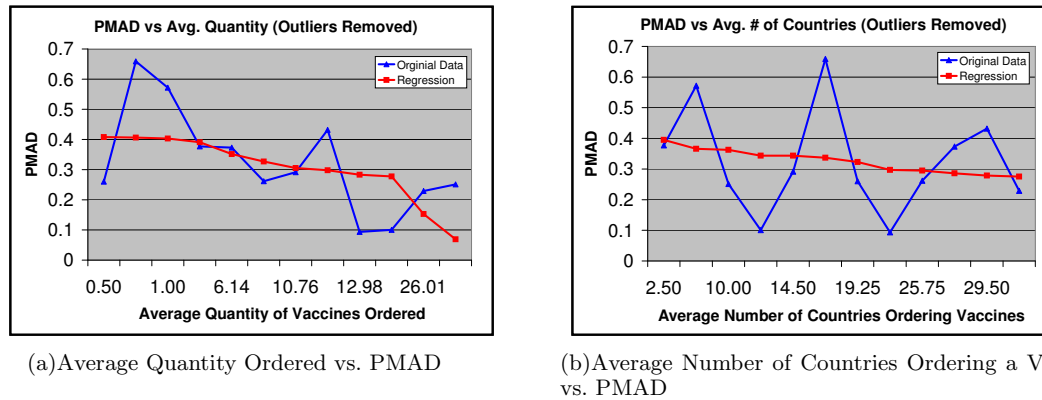 PMAD vs Avg. Quantity (Outliers Removed)
0.7
0.6
0.5
0.4
0.3
0.2
0.1
0
PMAD
Orginial Data
Regression
0.50 1.00 6.14 10.76 12.98 26.01
Average Quantity of Vaccines Ordered
(a)Average Quantity Ordered vs. PMAD
PMAD vs Avg. # of Countries (Outliers Removed)
0.7
0.6
0.5
0.4
0.3
0.2
0.1
0
PMAD
Original Data
Regression
2.50 10.00 14.50 19.25 25.75 29.50
Average Number of Countries Ordering Vaccines
(b)Average Number of Countries Ordering a V
vs. PMAD